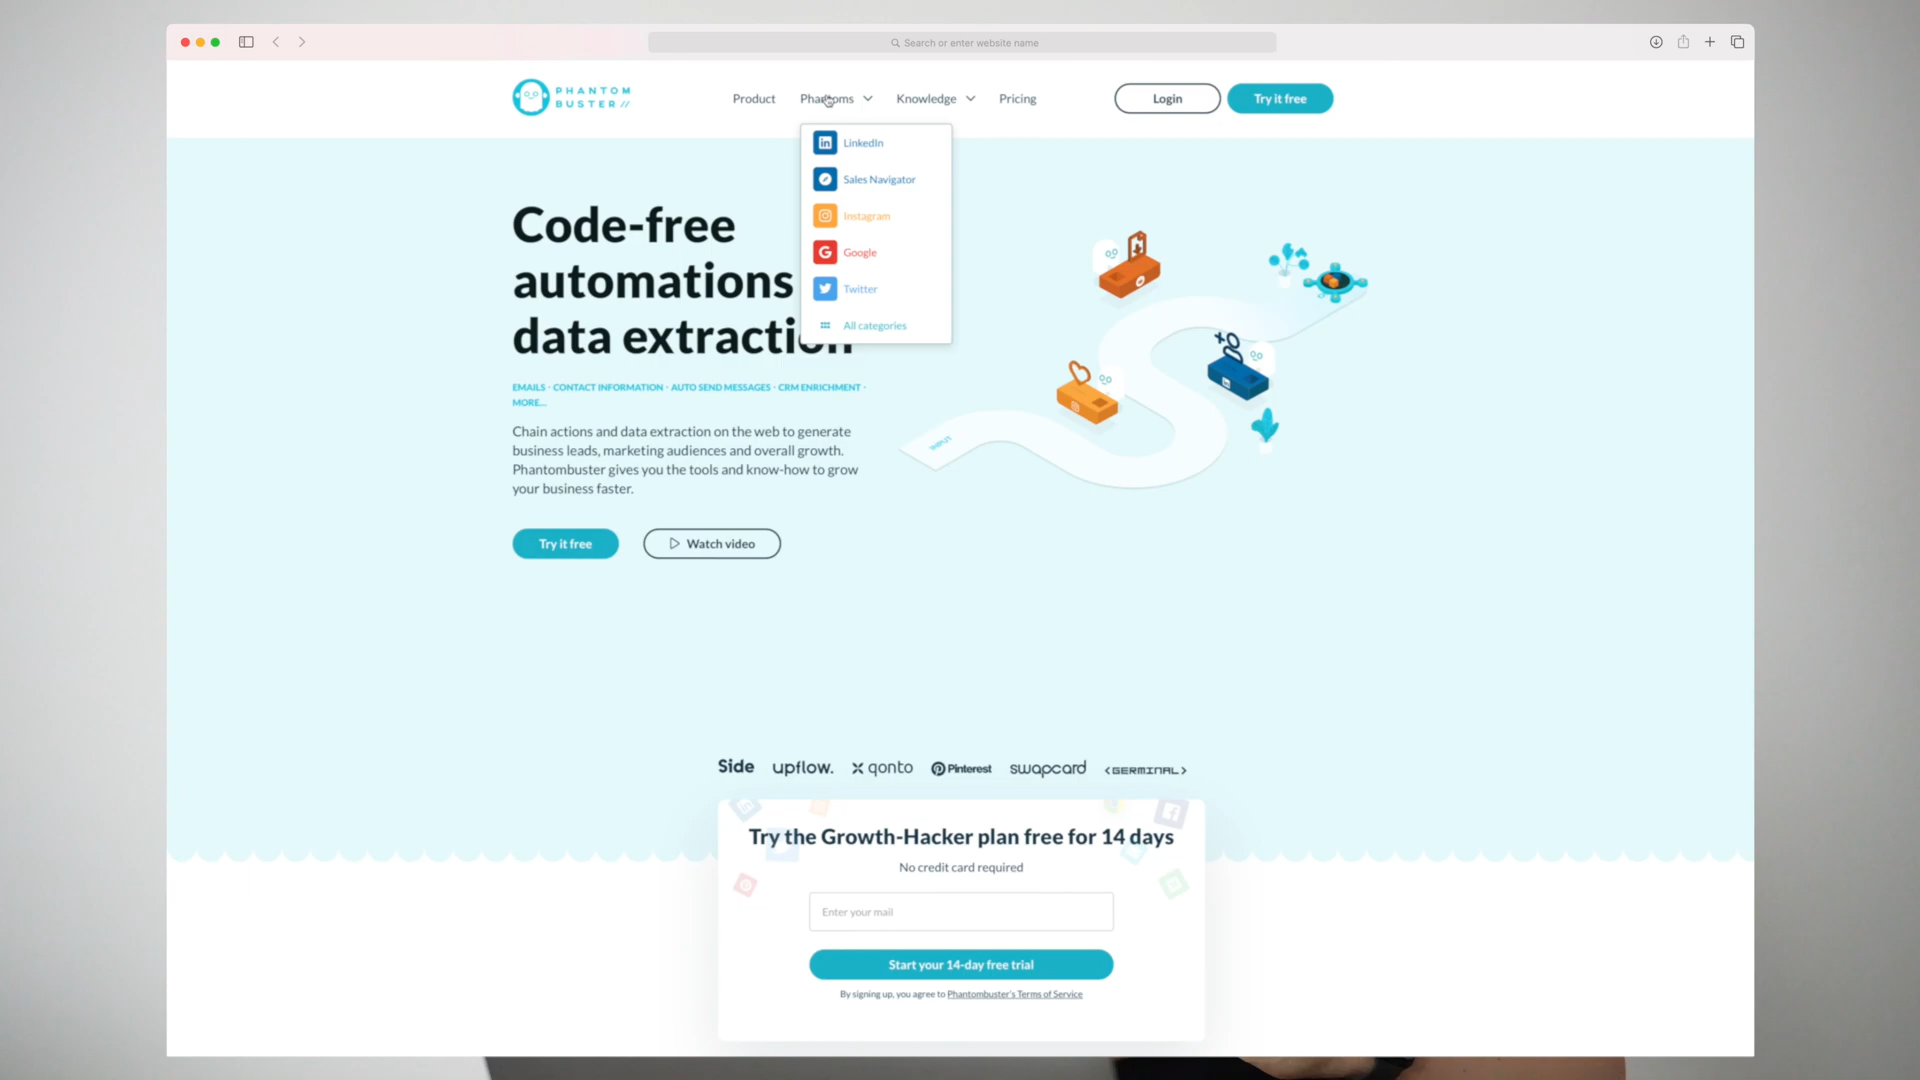 Search or enter website name
PHANTOM
BUSTER //
Product
Phantoms
Knowledge
Pricing
Login
Try it free
LinkedIn
Sales Navigator
Instagram
Google
Twitter
All categories
Code-free
automations
data extraction
EMAILS · CONTACT INFORMATION · AUTO SEND MESSAGES · CRM ENRICHMENT ·
MORE...
Chain actions and data extraction on the web to generate
business leads, marketing audiences and overall growth.
Phantombuster gives you the tools and know-how to grow
your business faster.
Try it free
Watch video
INPUT
Side
upflow.
qonto
Pinterest
swapcard
<GERMINAL>
Try the Growth-Hacker plan free for 14 days
No credit card required
Enter your mail
Start your 14-day free trial
By signing up, you agree to Phantombuster's Terms of Service